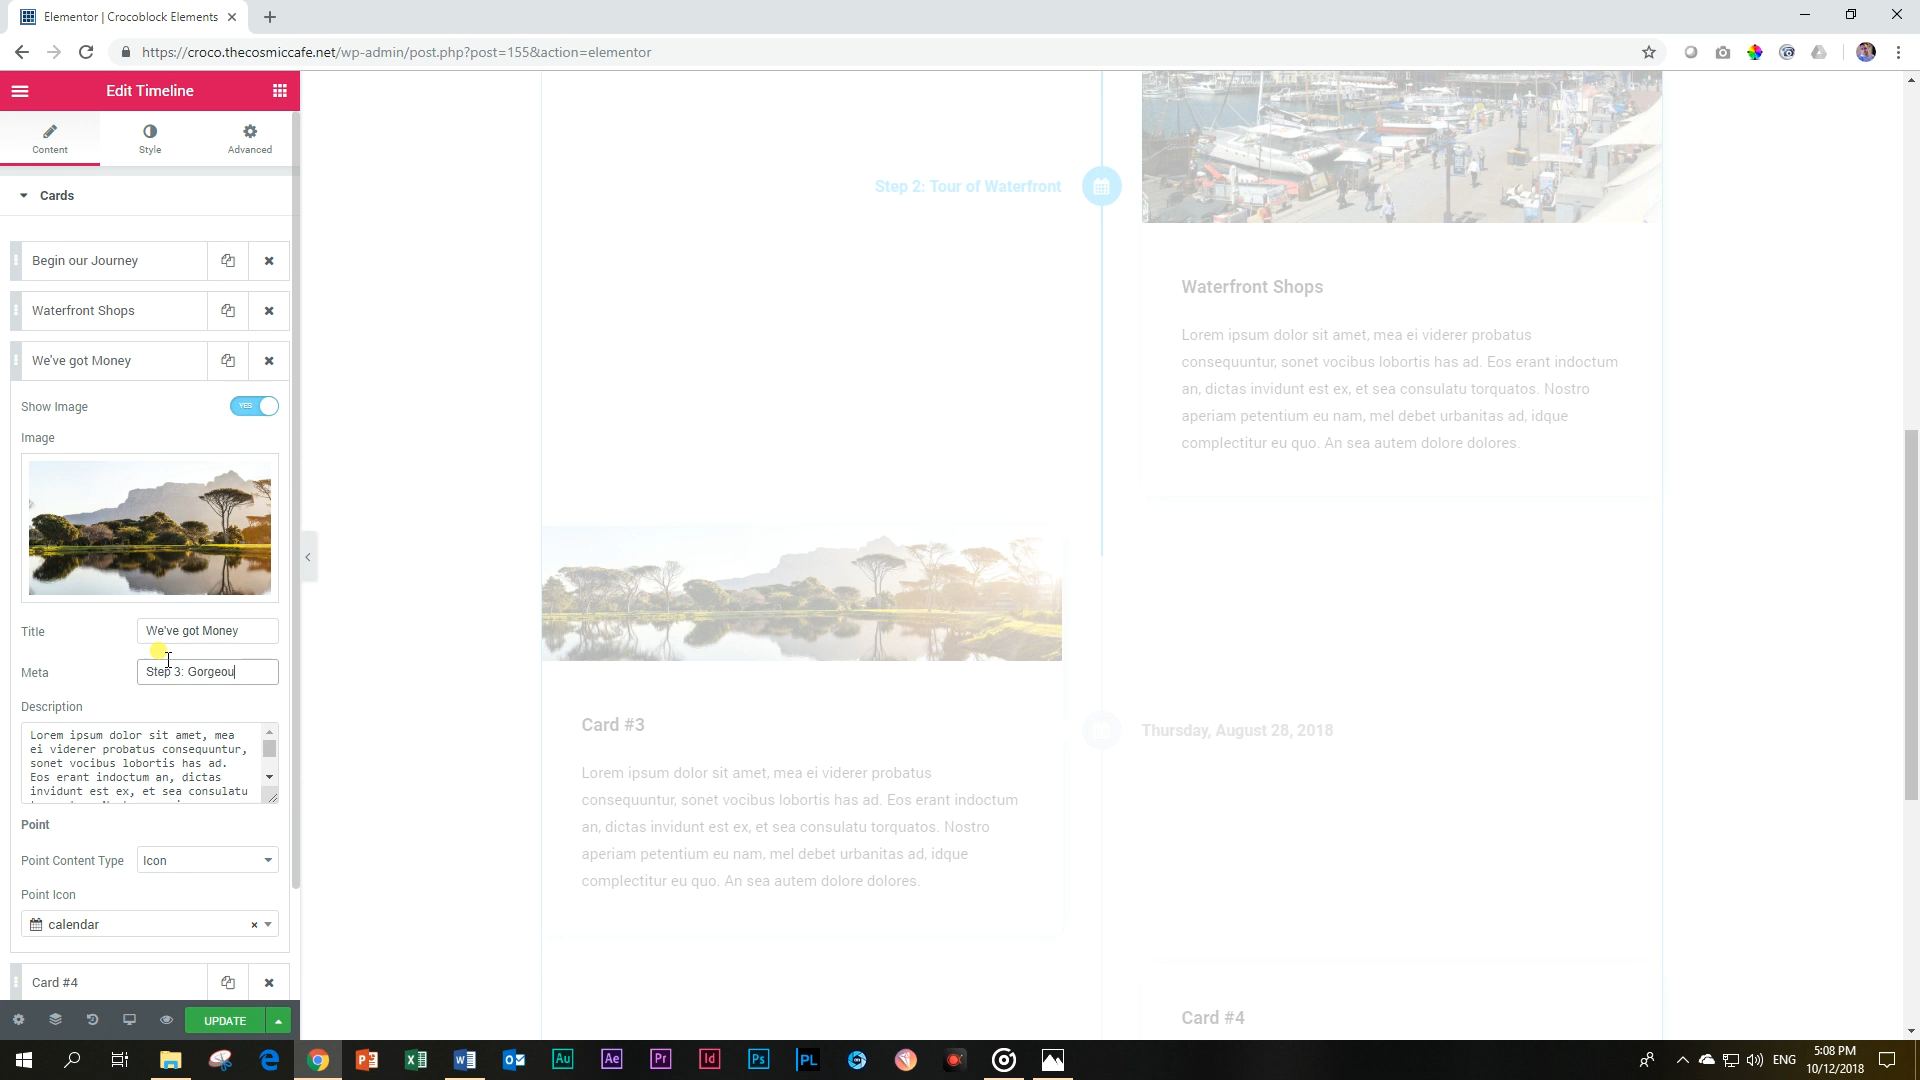 Elementor | Crocoblock Elements
https://croco.thecosmiccafe.net/wp-admin/post.php?post=155&action=elementor
Edit Timeline
Content
Style
Advanced
Cards
Begin our Journey
Waterfront Shops
We've got Money
Show Image
YES
Image
Title
We've got Money
Meta
Step 3: Gorgeou
Description
Lorem ipsum dolor sit amet, mea
ei viderer probatus consequuntur,
sonet vocibus lobortis has ad.
Eos erant indoctum an, dictas
invidunt est ex, et sea consulatu
Point
Point Content Type
Icon
Point Icon
calendar
Card #4
UPDATE
Step 2: Tour of Waterfront
Waterfront Shops
Lorem ipsum dolor sit amet, mea ei viderer probatus
consequuntur, sonet vocibus lobortis has ad. Eos erant indoctum
an, dictas invidunt est ex, et sea consulatu torquatos. Nostro
aperiam petentium eu nam, mel debet urbanitas ad, idque
complectitur eu quo. An sea autem dolore dolores.
Card #3
Lorem ipsum dolor sit amet, mea ei viderer probatus
consequuntur, sonet vocibus lobortis has ad. Eos erant indoctum
an, dictas invidunt est ex, et sea consulatu torquatos. Nostro
aperiam petentium eu nam, mel debet urbanitas ad, idque
complectitur eu quo. An sea autem dolore dolores.
Thursday, August 28, 2018
Card #4
Au
Ae
Pr
Id
Ps
PL
ENG
5:08 PM
10/12/2018